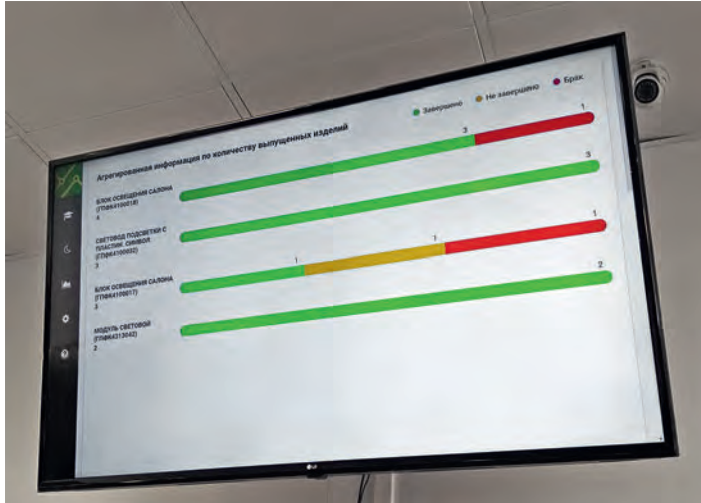 Агрегированная информация по количеству выпущенных изделий
Завершено Не завершено Брак
БЛОК ОСВЕЩЕНИЯ САЛОНА
4
3 1
СВЕТОВОД ПОДСВЕТКИ С
ПЛАСТИК. СИМВОЛ
3
3
БЛОК ОСВЕЩЕНИЯ САЛОНА
3
1 1 1
МОДУЛЬ СВЕТОВОЙ
2
2
LG